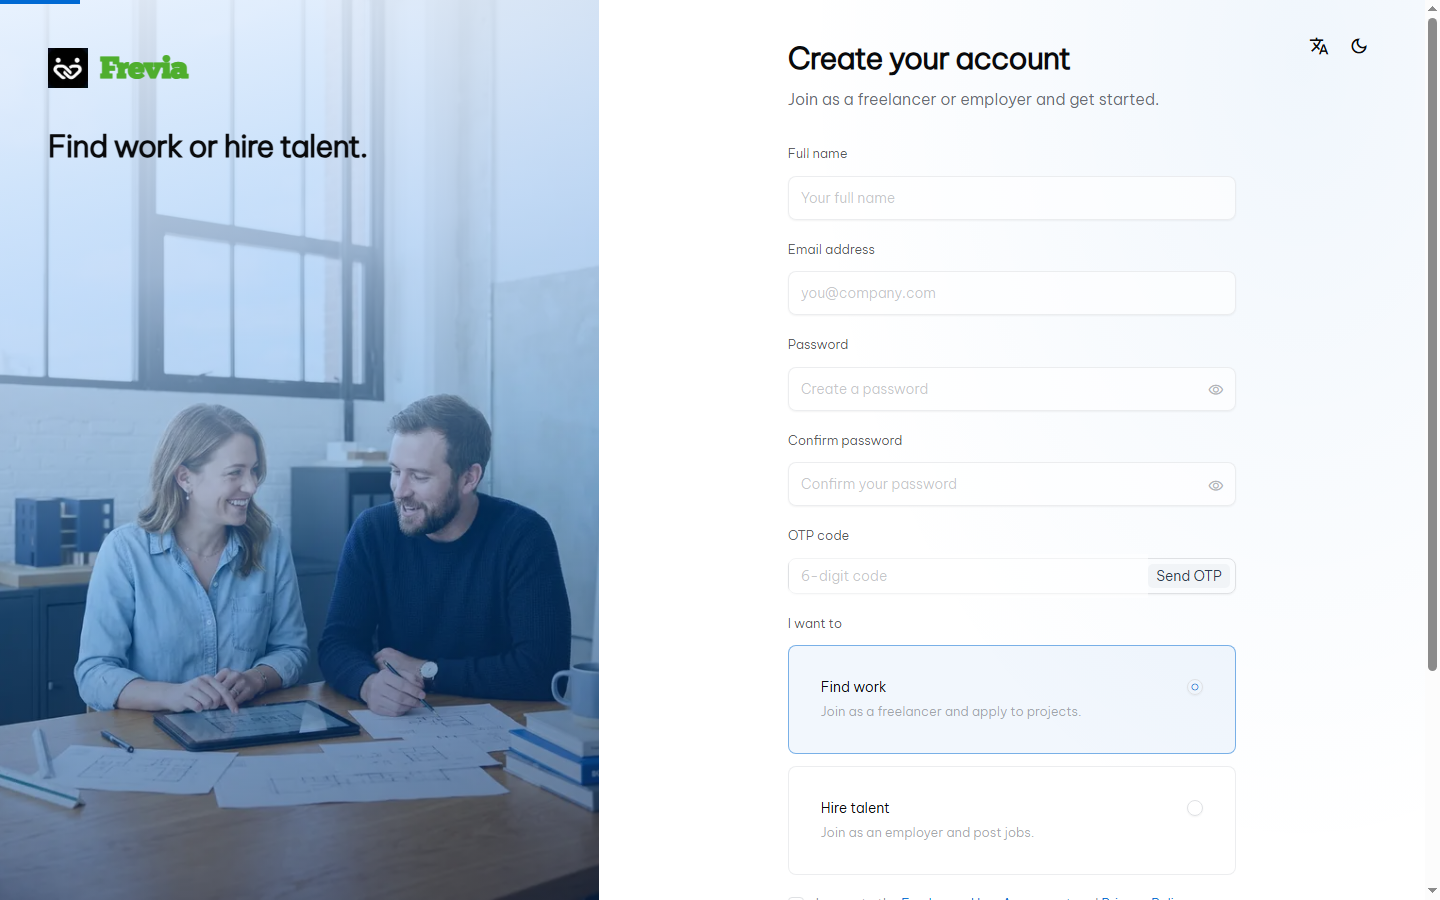 Frevia
Find work or hire talent.
Create your account
Join as a freelancer or employer and get started.
Full name
Your full name
Email address
you@company.com
Password
Create a password
Confirm password
Confirm your password
OTP code
6-digit code
Send OTP
I want to
Find work
Join as a freelancer and apply to projects.
Hire talent
Join as an employer and post jobs.